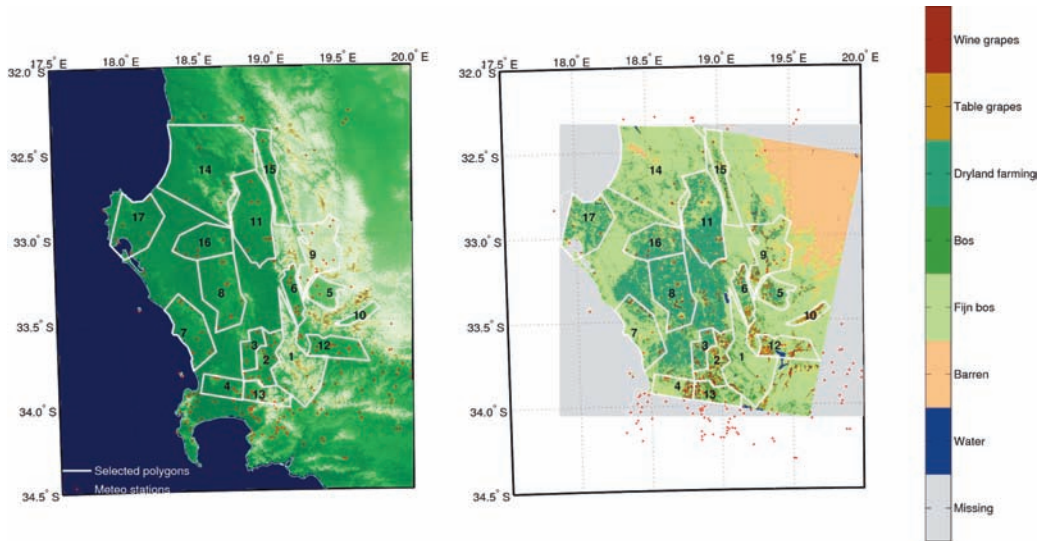 17.5° E 18.0° E 18.5° E 19.0° E 19.5° E 20.0° E
32.0° S
32.5° S
33.0° S
33.5° S
34.0° S
34.5° S
14
15
17
11
16
9
8
6
5
10
7
3
12
2
1
4
13
Selected polygons
Meteo stations
17.5° E 18.0° E 18.5° E 19.0° E 19.5° E 20.0° E
32.0° S
32.5° S
33.0° S
33.5° S
34.0° S
34.5° S
14
15
17
11
16
9
8
6
5
10
7
3
12
2
1
4
13
Wine grapes
Table grapes
Dryland farming
Bos
Fijn bos
Barren
Water
Missing